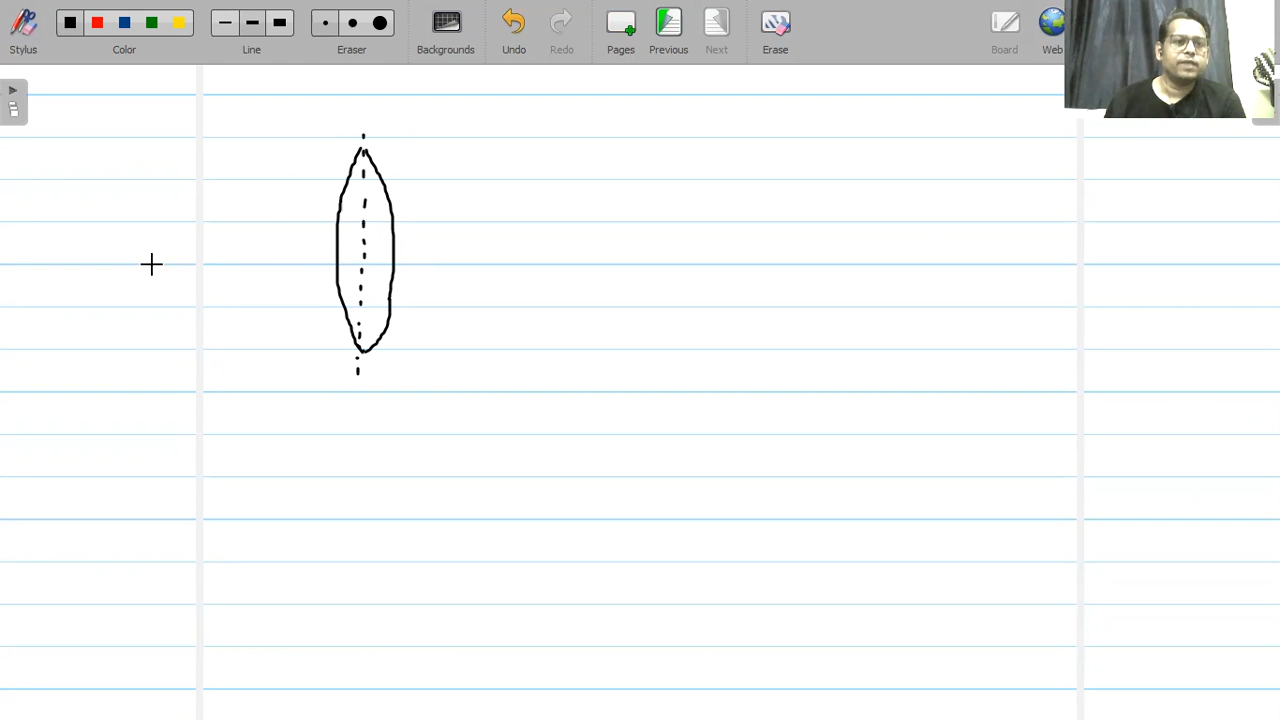 Stylus
Color
Line
Eraser
Backgrounds
Undo
Redo
Pages
Previous
Next
Erase
Board
Web